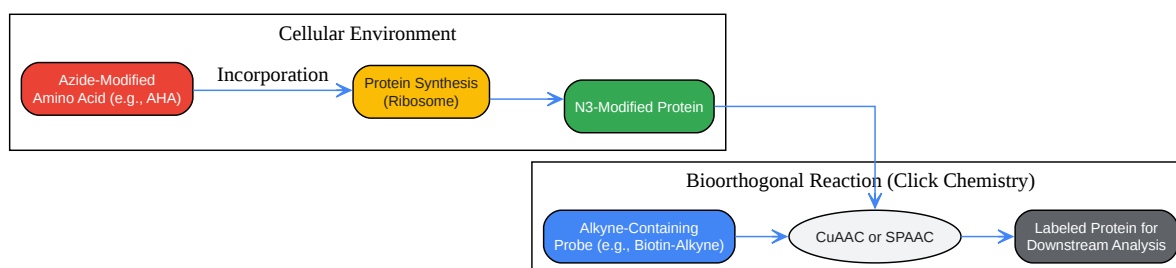 Cellular Environment
Azide-Modified
Amino Acid (e.g., AHA)
Incorporation
Protein Synthesis
(Ribosome)
N3-Modified Protein
Bioorthogonal Reaction (Click Chemistry)
Alkyne-Containing
Probe (e.g., Biotin-Alkyne)
CuAAC or SPAAC
Labeled Protein for
Downstream Analysis